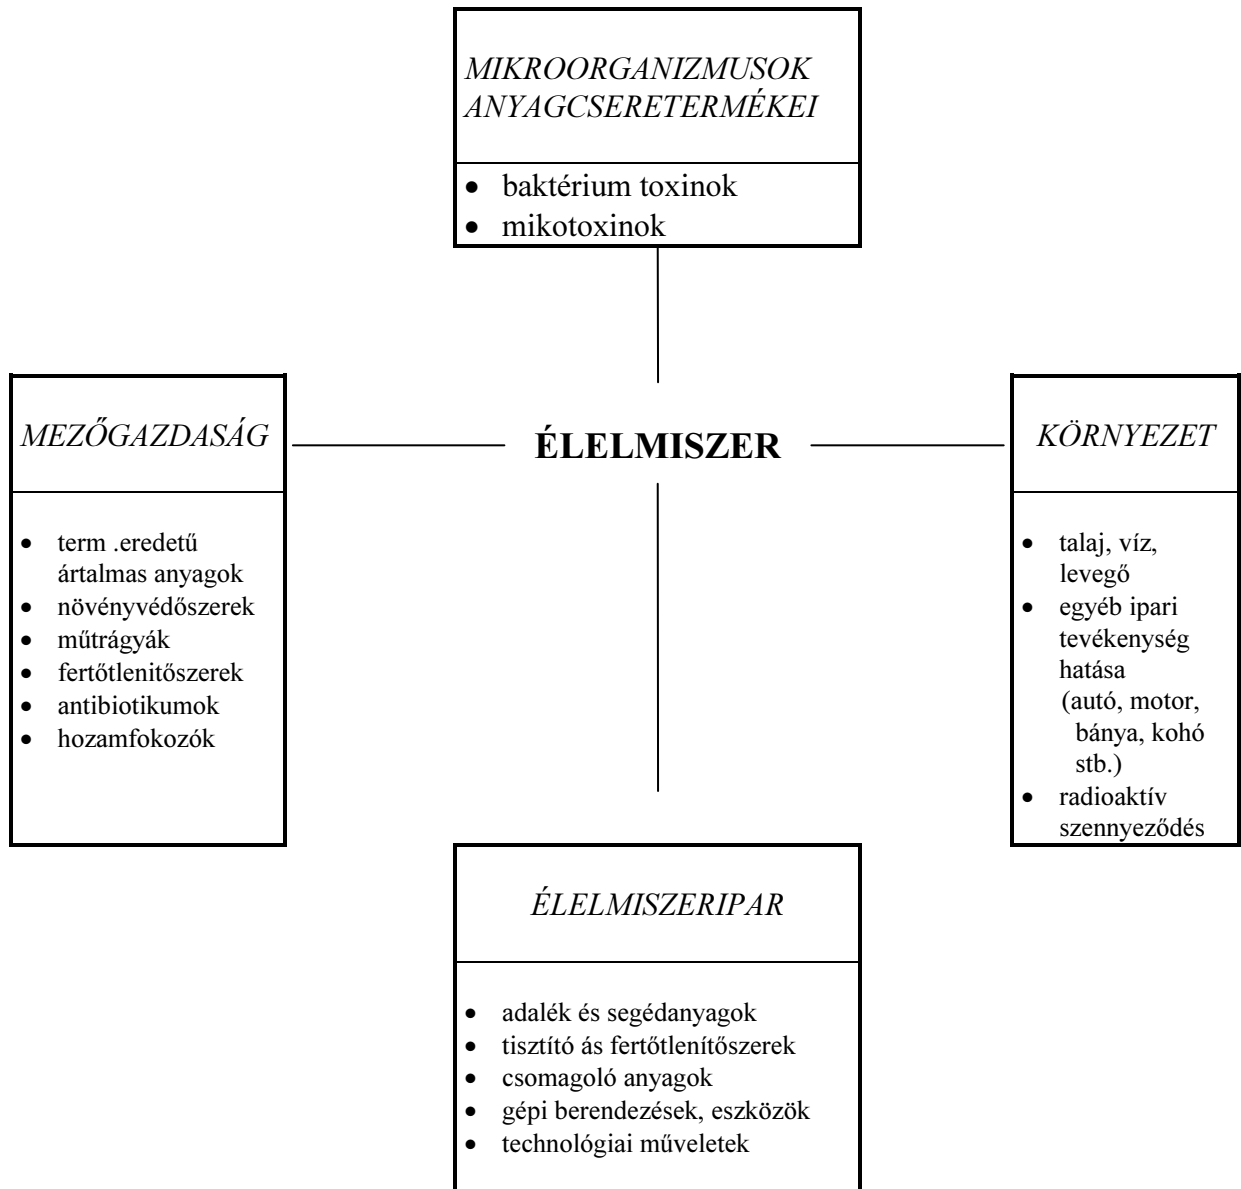 MIKROORGANIZMUSOK
ANYAGCSERETERMÉKEI
• baktérium toxinok
• mikotoxinok
MEZŐGAZDASÁG
• term .eredetű
ártalmas anyagok
• növényvédőszerek
• műtrágyák
• fertőtlenitőszerek
• antibiotikumok
• hozamfokozók
ÉLELMISZER
KÖRNYEZET
• talaj, víz,
levegő
• egyéb ipari
tevékenység
hatása
(autó, motor,
bánya, kohó
stb.)
• radioaktív
szennyeződés
ÉLELMISZERIPAR
• adalék és segédanyagok
• tisztító ás fertőtlenítőszerek
• csomagoló anyagok
• gépi berendezések, eszközök
• technológiai műveletek